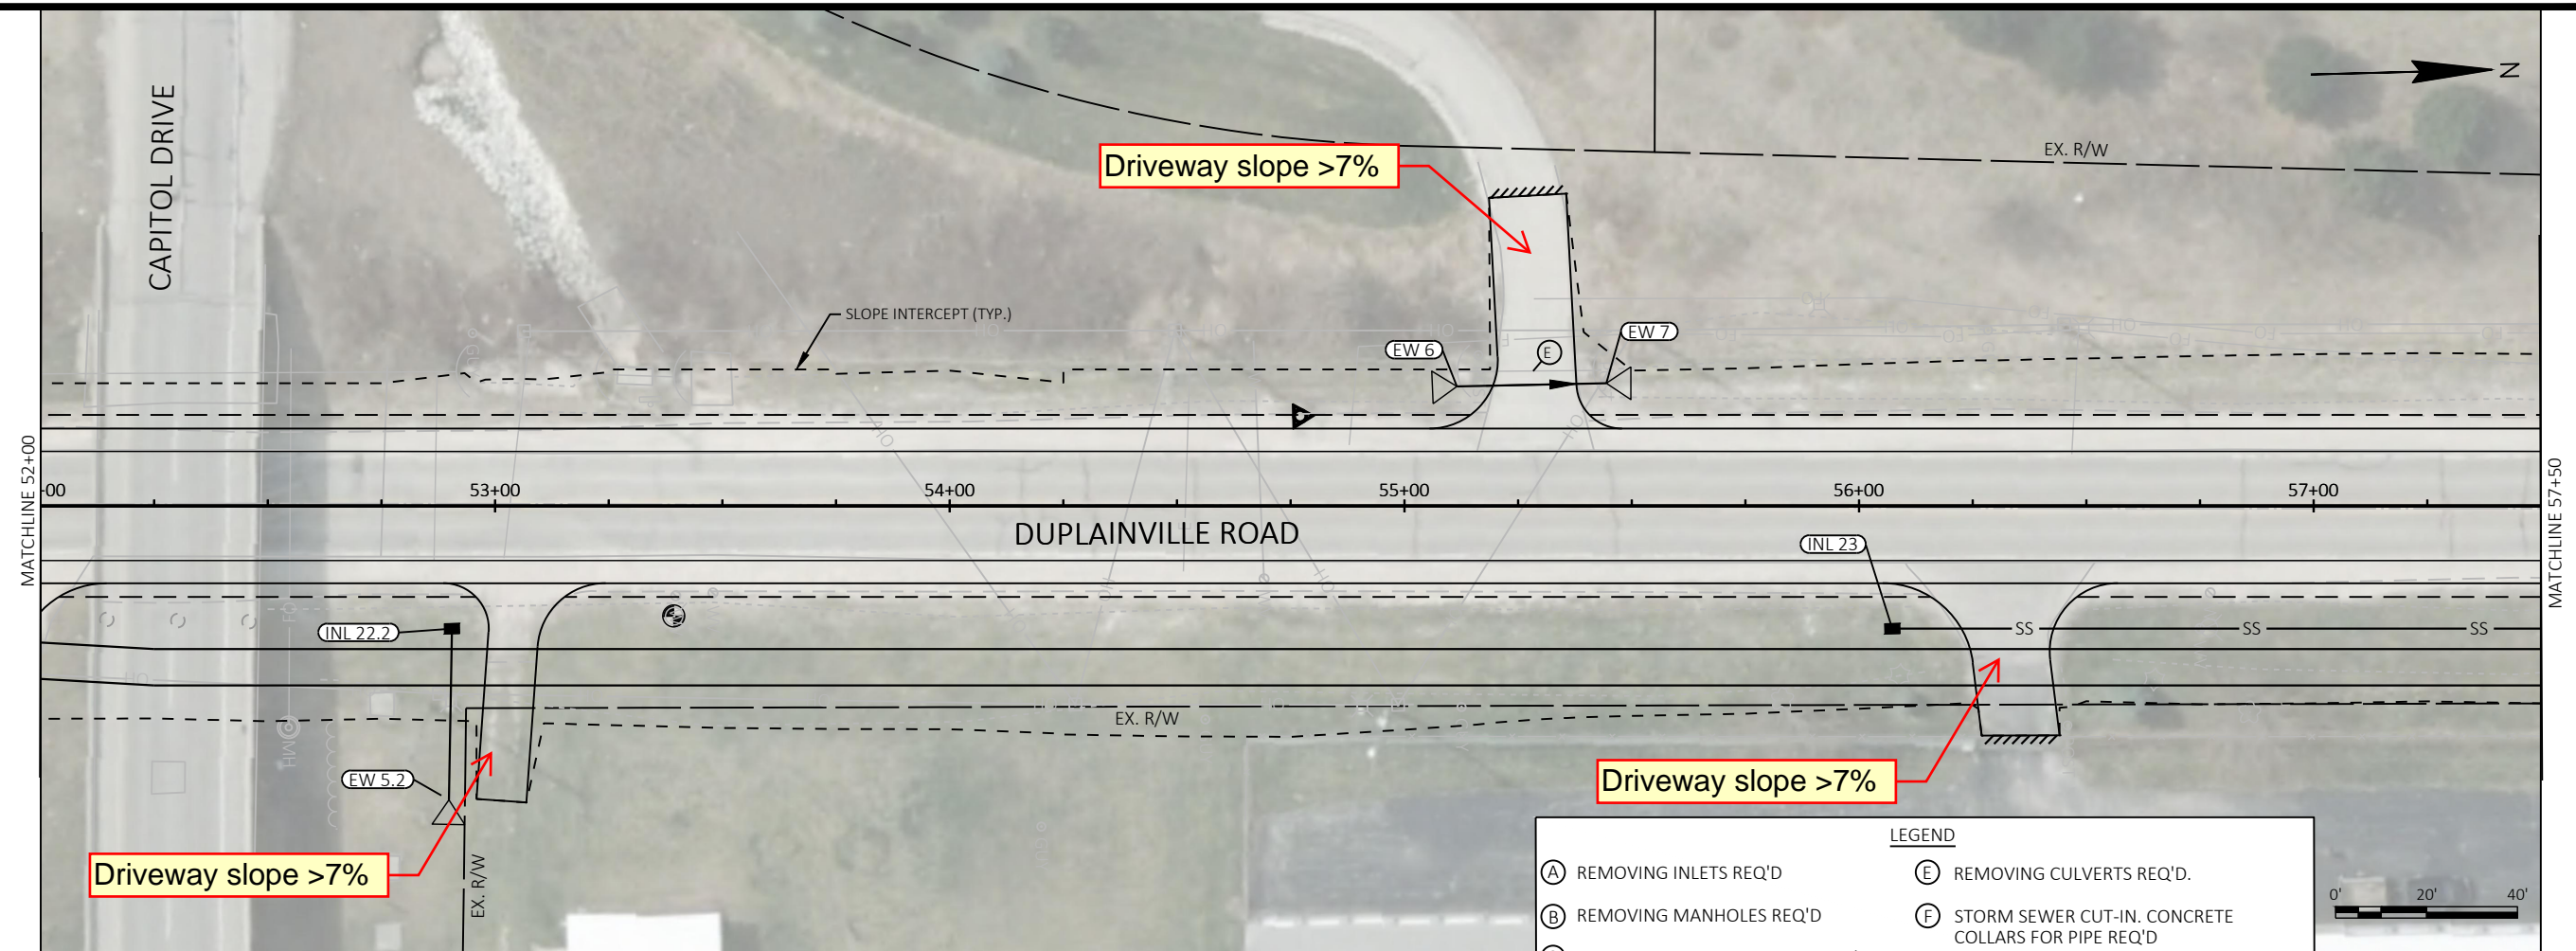 CAPITOL DRIVE
N
EX. R/W
Driveway slope >7%
SLOPE INTERCEPT (TYP.)
EW 6
E
EW 7
MATCHLINE 52+00
MATCHLINE 57+50
+00
53+00
54+00
55+00
56+00
57+00
DUPLAINVILLE ROAD
INL 23
INL 22.2
SS
SS
SS
EX. R/W
EW 5.2
Driveway slope >7%
Driveway slope >7%
EX. R/W
LEGEND
A REMOVING INLETS REQ'D
E REMOVING CULVERTS REQ'D.
B REMOVING MANHOLES REQ'D
F STORM SEWER CUT-IN. CONCRETE
COLLARS FOR PIPE REQ'D
0' 20' 40'